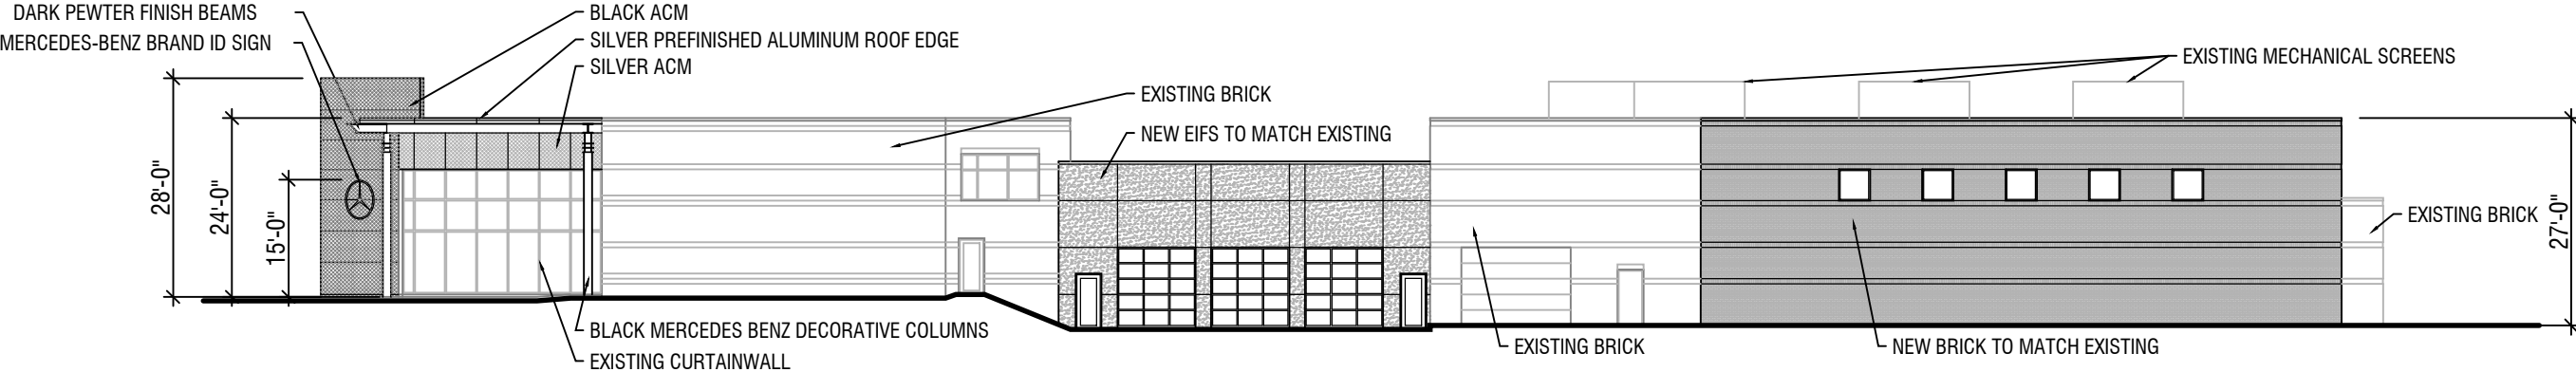 DARK PEWTER FINISH BEAMS
MERCEDES-BENZ BRAND ID SIGN
BLACK ACM
SILVER PREFINISHED ALUMINUM ROOF EDGE
SILVER ACM
EXISTING BRICK
NEW EIFS TO MATCH EXISTING
EXISTING MECHANICAL SCREENS
28'-0"
24'-0"
15'-0"
EXISTING BRICK
27'-0"
BLACK MERCEDES BENZ DECORATIVE COLUMNS
EXISTING CURTAINWALL
EXISTING BRICK
NEW BRICK TO MATCH EXISTING